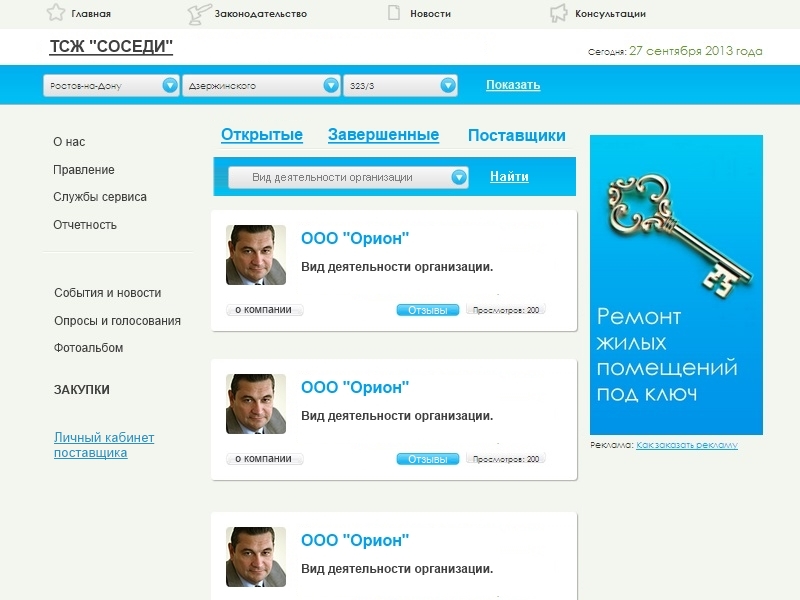 Главная
Законодательство
Новости
Консультации
ТСЖ "СОСЕДИ"
Сегодня: 27 сентября 2013 года
Ростов-на-Дону
Дзержинского
323/3
Показать
О нас
Правление
Службы сервиса
Отчетность
События и новости
Опросы и голосования
Фотоальбом
ЗАКУПКИ
Личный кабинет
поставщика
Открытые
Завершенные
Поставщики
Вид деятельности организации
Найти
ООО "Орион"
Вид деятельности организации.
о компании
Отзывы
Просмотров: 200
ООО "Орион"
Вид деятельности организации.
о компании
Отзывы
Просмотров: 200
ООО "Орион"
Вид деятельности организации.
Ремонт
жилых
помещений
под ключ
Реклама: Как заказать рекламу